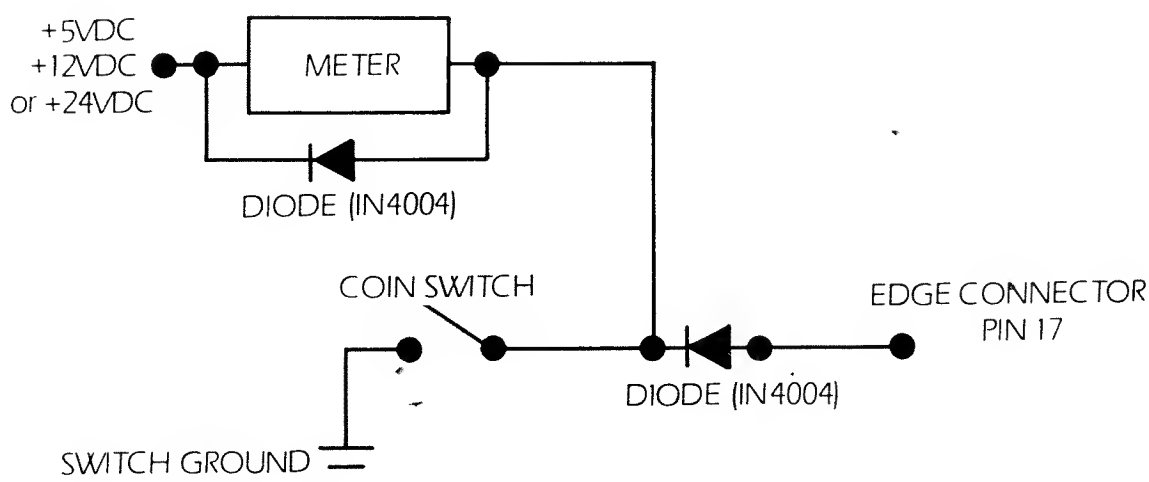 +5VDC
+12VDC
or +24VDC
METER
DIODE (IN4004)
COIN SWITCH
EDGE CONNECTOR
PIN 17
DIODE (IN4004)
SWITCH GROUND